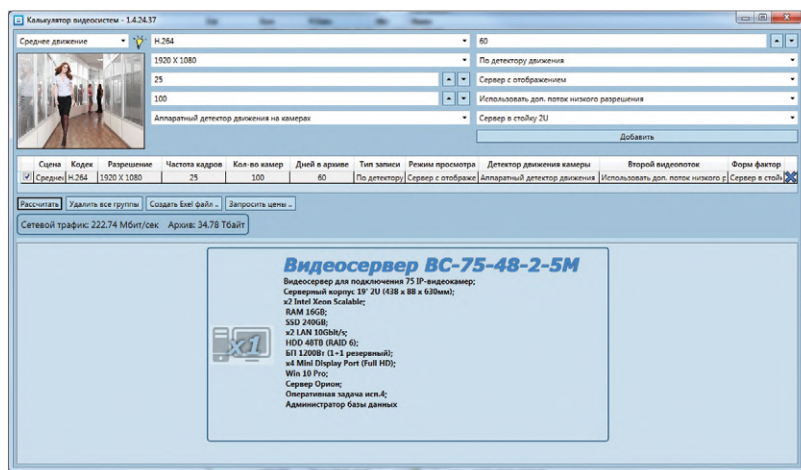 Калькулятор видеосистем - 1.4.24.37
Среднее движение
H.264
60
1920 X 1080
По детектору движения
25
Сервер с отображением
100
Использовать доп. поток низкого разрешения
Аппаратный детектор движения на камерах
Сервер в стойку 2U
Добавить
Сцена Кодек Разрешение Частота кадров Кол-во камер Дней в архиве Тип записи Режим просмотра Детектор движения камеры Второй видеопоток Форм фактор
Среднее H.264 1920 X 1080 25 100 60 По детектору Сервер с отображе Аппаратный детектор движения Использовать доп. поток низкого р Сервер в стой
Рассчитать Удалить все группы Создать Exel файл .. Запросить цены ..
Сетевой трафик: 222,74 Мбит/сек Архив: 34,78 Тбайт
Видеосервер ВС-75-48-2-5М
Видеосервер для подключения 75 IP-видеокамер;
Серверный корпус 19' 2U (438 x 88 x 630мм);
x2 Intel Xeon Scalable;
RAM 16GB;
SSD 240GB;
x2 LAN 10Gbit/s;
HDD 48TB (RAID 6);
БП 1200Вт (1+1 резервный);
x4 Mini Display Port (Full HD);
Win 10 Pro;
Сервер Орион;
Оперативная задача исп.4;
Администратор базы данных
x1